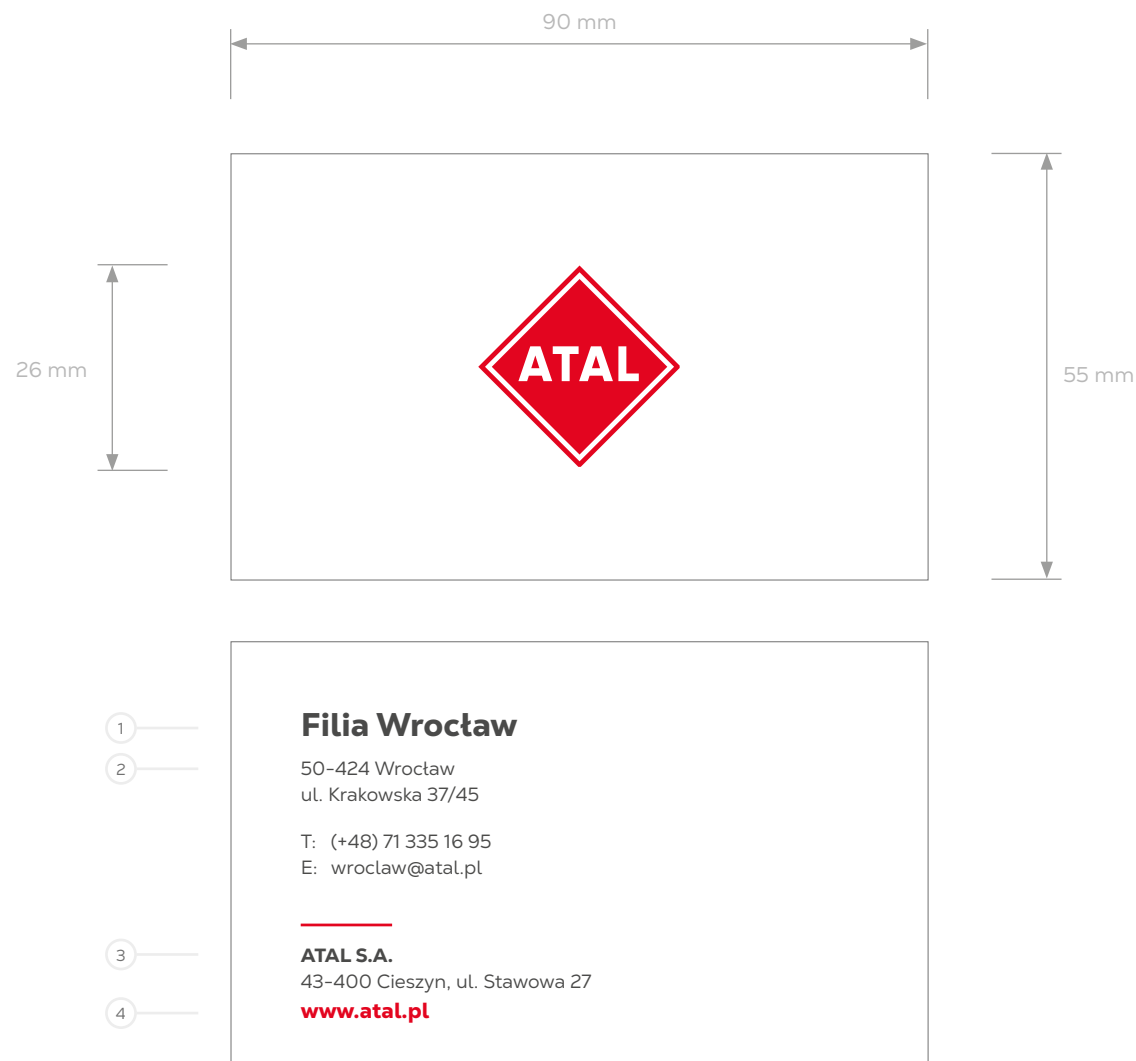 90 mm
26 mm
ATAL
55 mm
1
Filia Wrocław
2
50-424 Wrocław
ul. Krakowska 37/45
T: (+48) 71 335 16 95
E: wroclaw@atal.pl
3
ATAL S.A.
43-400 Cieszyn, ul. Stawowa 27
4
www.atal.pl